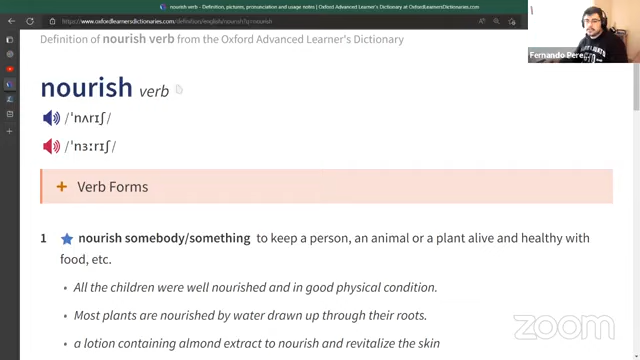 nourish verb - Definition, pictures, pronunciation and usage notes | Oxford Advanced Learner's Dictionary at OxfordLearnersDictionaries.com
https://www.oxfordlearnersdictionaries.com/definition/english/nourish?q=nourish
Definition of nourish verb from the Oxford Advanced Learner's Dictionary
Fernando Pere
nourish verb
/ˈnʌrɪʃ/
/ˈnɜːrɪʃ/
+ Verb Forms
1 nourish somebody/something to keep a person, an animal or a plant alive and healthy with
food, etc.
• All the children were well nourished and in good physical condition.
• Most plants are nourished by water drawn up through their roots.
• a lotion containing almond extract to nourish and revitalize the skin
zoom